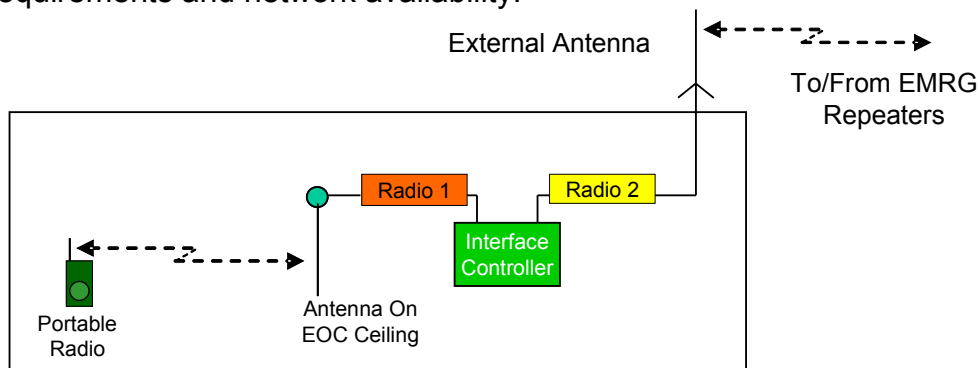 requirements and network availability.
External Antenna
To/From EMRG
Repeaters
Radio 1
Radio 2
Interface
Controller
Antenna On
EOC Ceiling
Portable
Radio